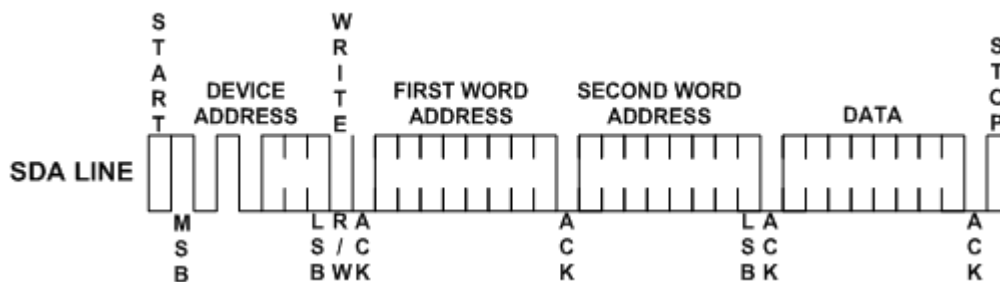 START
WRITE
STOP
DEVICE
ADDRESS
FIRST WORD
ADDRESS
SECOND WORD
ADDRESS
DATA
SDA LINE
MSB
LSB
R/W
ACK
ACK
LSB
ACK
ACK